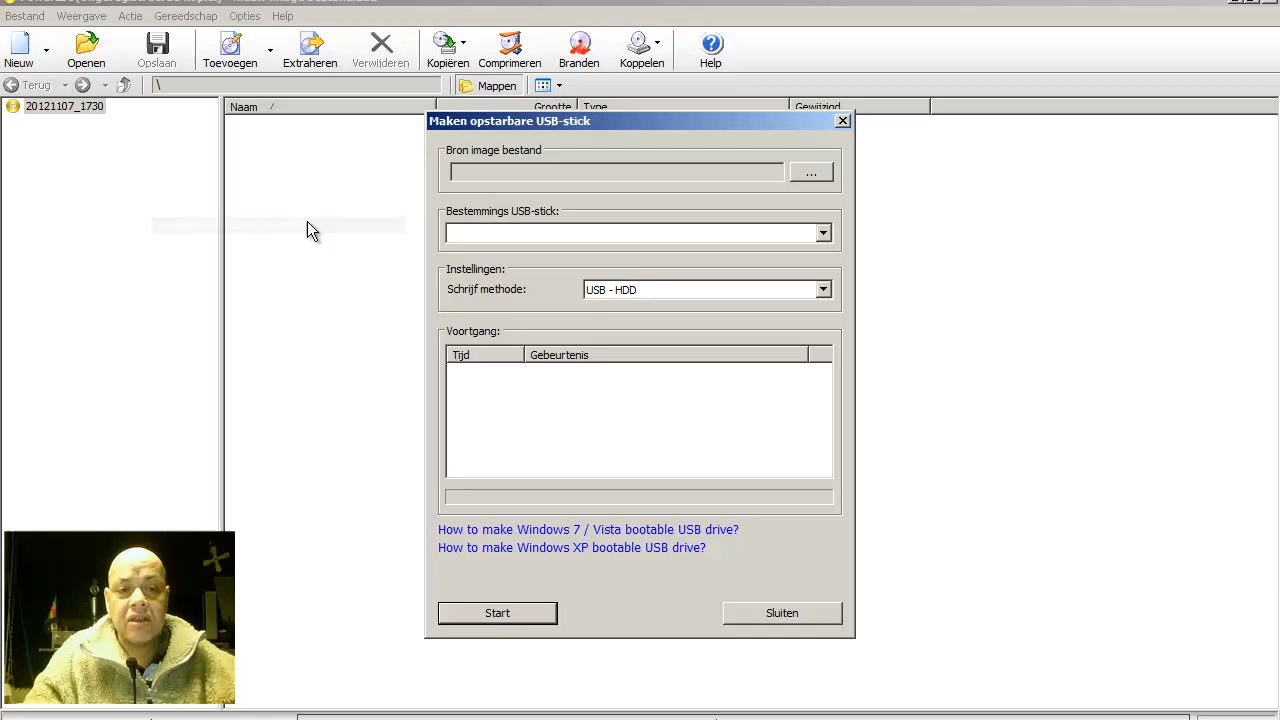 Bestand Weergave Actie Gereedschap Opties Help
Nieuw Openen Opslaan Toevoegen Extraheren Verwijderen Kopiëren Comprimeren Branden Koppelen Help
Terug \ Mappen
20121107_1730
Naam Grootte Type Gewijzigd
Maken opstarbare USB-stick
Bron image bestand
...
Bestemmings USB-stick:
Instellingen:
Schrijf methode: USB - HDD
Voortgang:
Tijd Gebeurtenis
How to make Windows 7 / Vista bootable USB drive?
How to make Windows XP bootable USB drive?
Start Sluiten